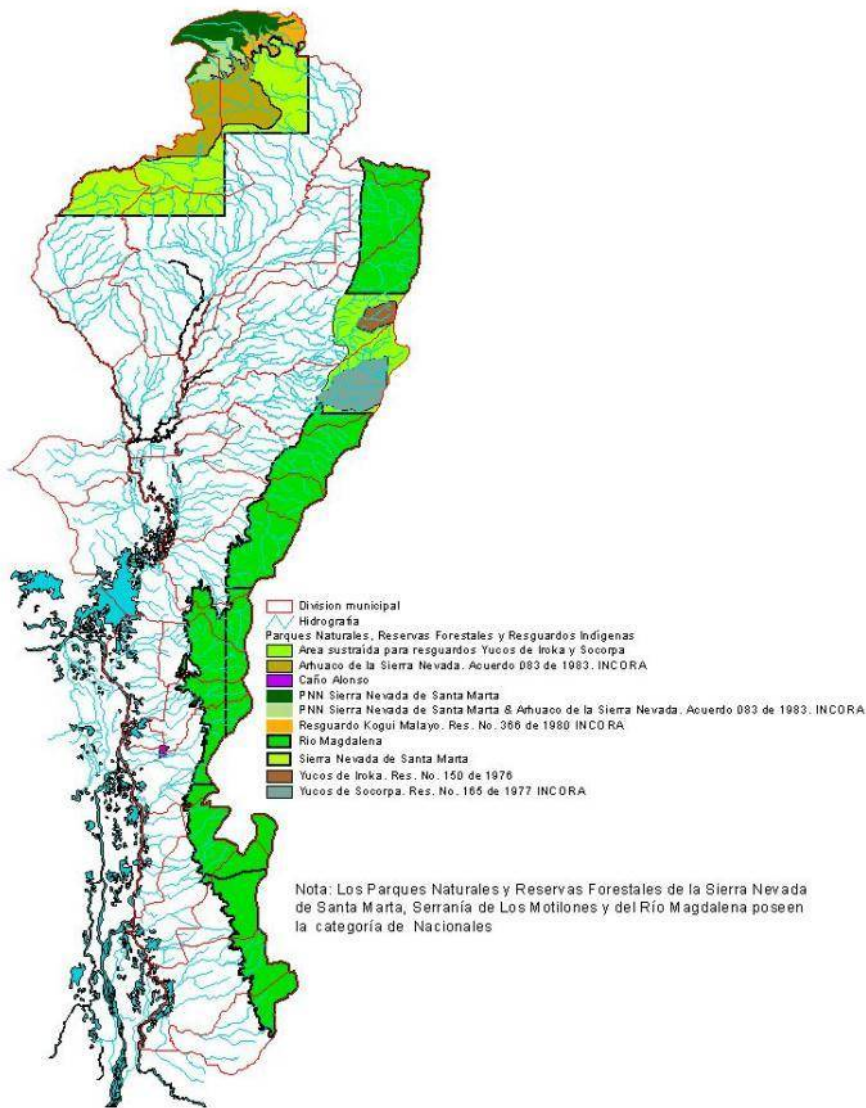 Division municipal
Hidrografía
Parques Naturales, Reservas Forestales y Resguardos Indígenas
Area sustraída para resguardos Yucos de Iroka y Socorpa
Arhuaco de la Sierra Nevada. Acuerdo 083 de 1983. INCORA
Caño Alonso
PNN Sierra Nevada de Santa Marta
PNN Sierra Nevada de Santa Marta & Arhuaco de la Sierra Nevada. Acuerdo 083 de 1983. INCORA
Resguardo Kogui Malayo. Res. No. 366 de 1980 INCORA
Rio Magdalena
Sierra Nevada de Santa Marta
Yucos de Iroka. Res. No. 150 de 1976
Yucos de Socorpa. Res. No. 165 de 1977 INCORA
Nota: Los Parques Naturales y Reservas Forestales de la Sierra Nevada
de Santa Marta, Serranía de Los Motilones y del Río Magdalena poseen
la categoría de Nacionales